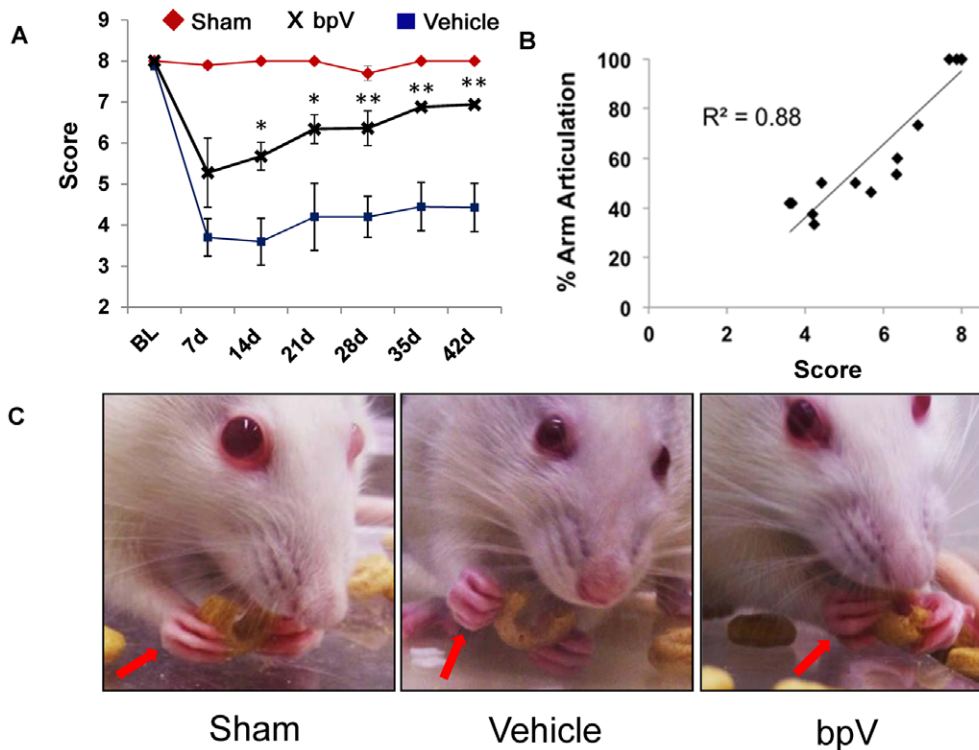 A
Sham bpV Vehicle
Score
9
8
7
6
5
4
3
2
* * ** ** **
BL 7d 14d 21d 28d 35d 42d
B
% Arm Articulation
100
80
60
40
20
0
R² = 0.88
0 2 4 6 8
Score
C
Sham Vehicle bpV